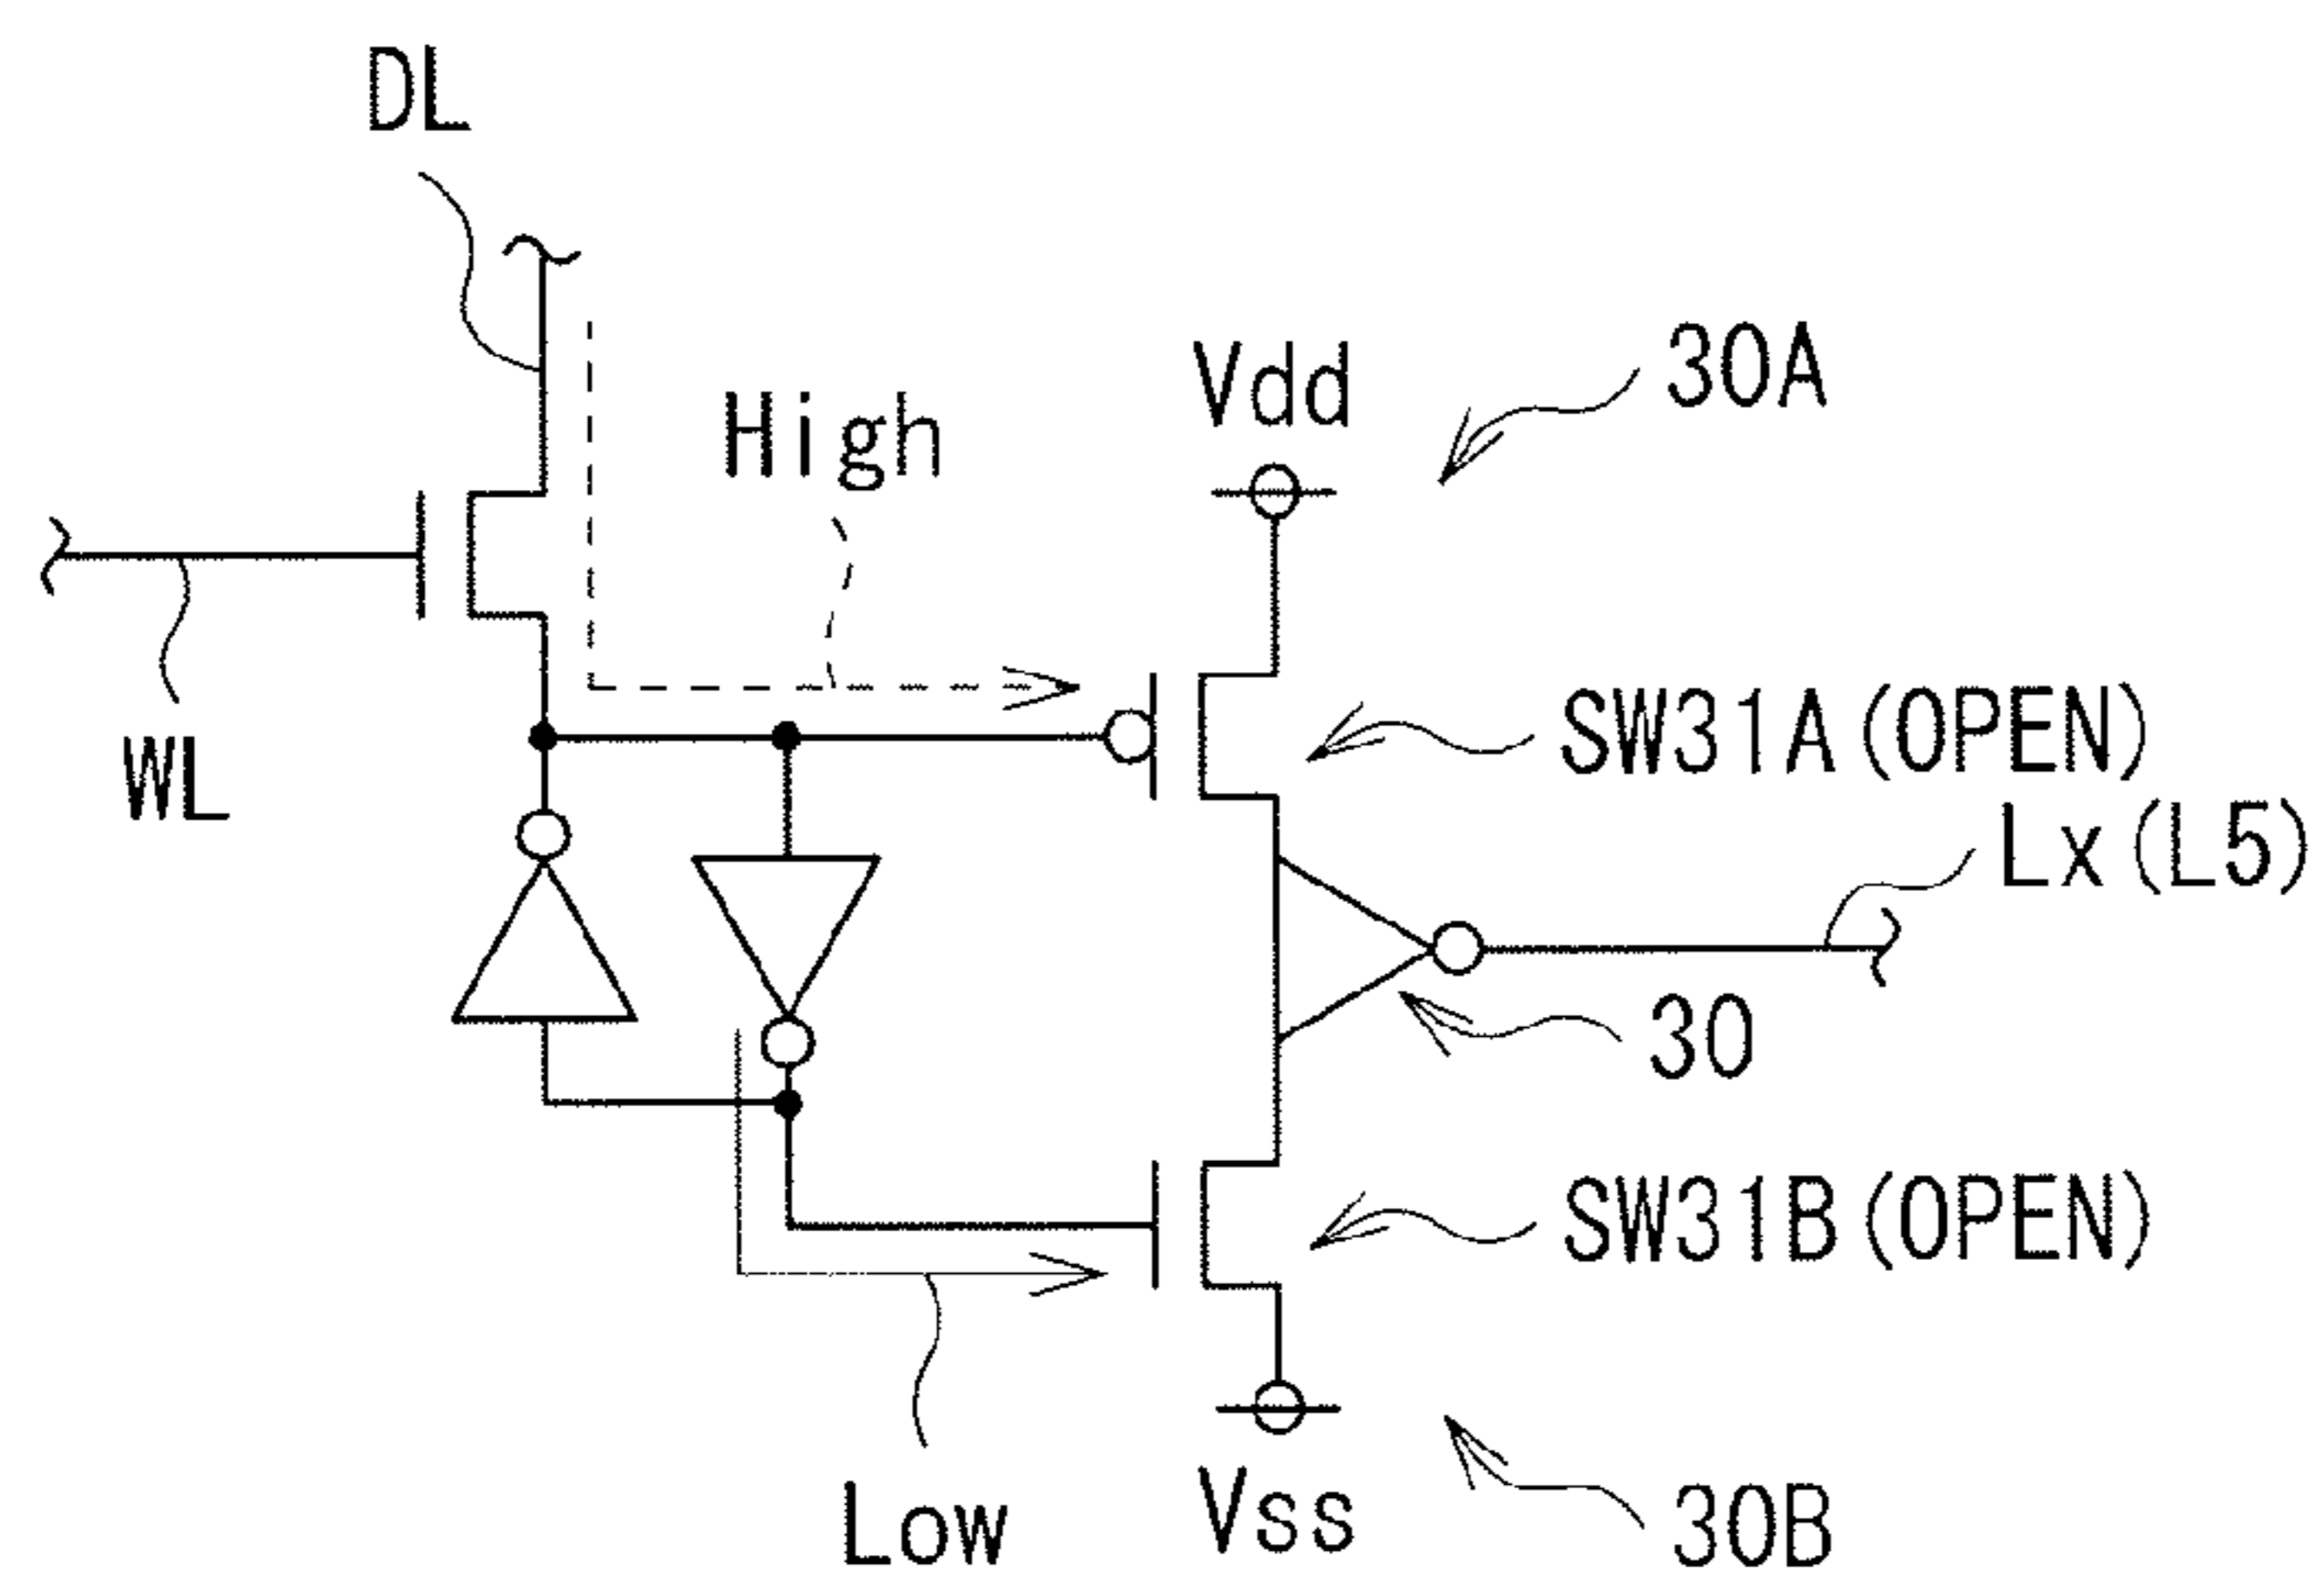 DL
30A
Vdd
High
SW31A(OPEN)
WL
Lx(L5)
30
SW31B(OPEN)
Low
Vss
30B